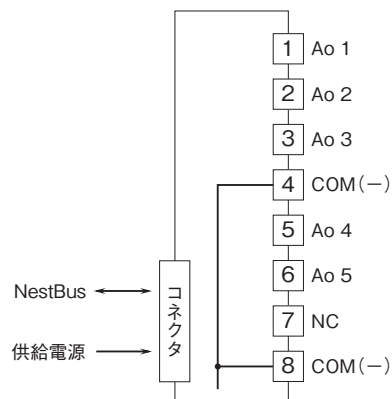 1 Ao 1
2 Ao 2
3 Ao 3
4 COM(－)
5 Ao 4
6 Ao 5
7 NC
8 COM(－)
NestBus
供給電源
コネクタ